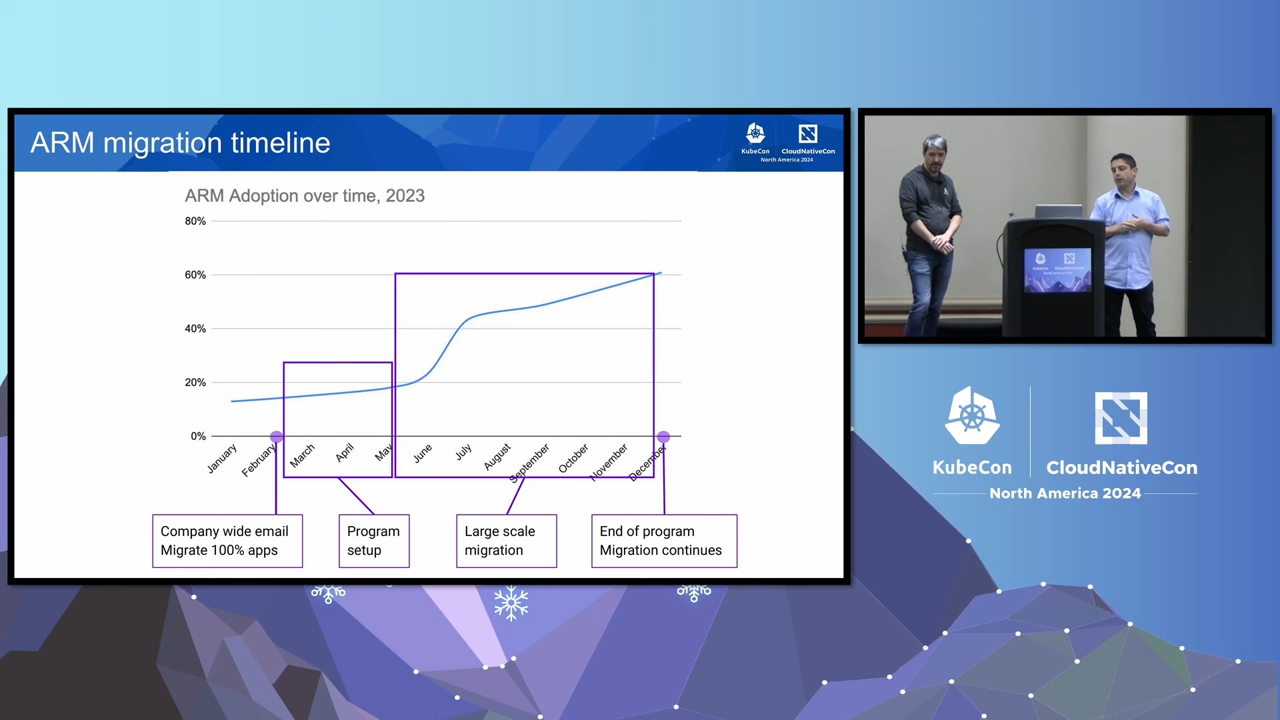 ARM migration timeline
KubeCon
CloudNativeCon
North America 2024
ARM Adoption over time, 2023
80%
60%
40%
20%
0%
January
February
March
April
May
June
July
August
September
October
November
December
Company wide email
Migrate 100% apps
Program
setup
Large scale
migration
End of program
Migration continues
KubeCon
CloudNativeCon
North America 2024